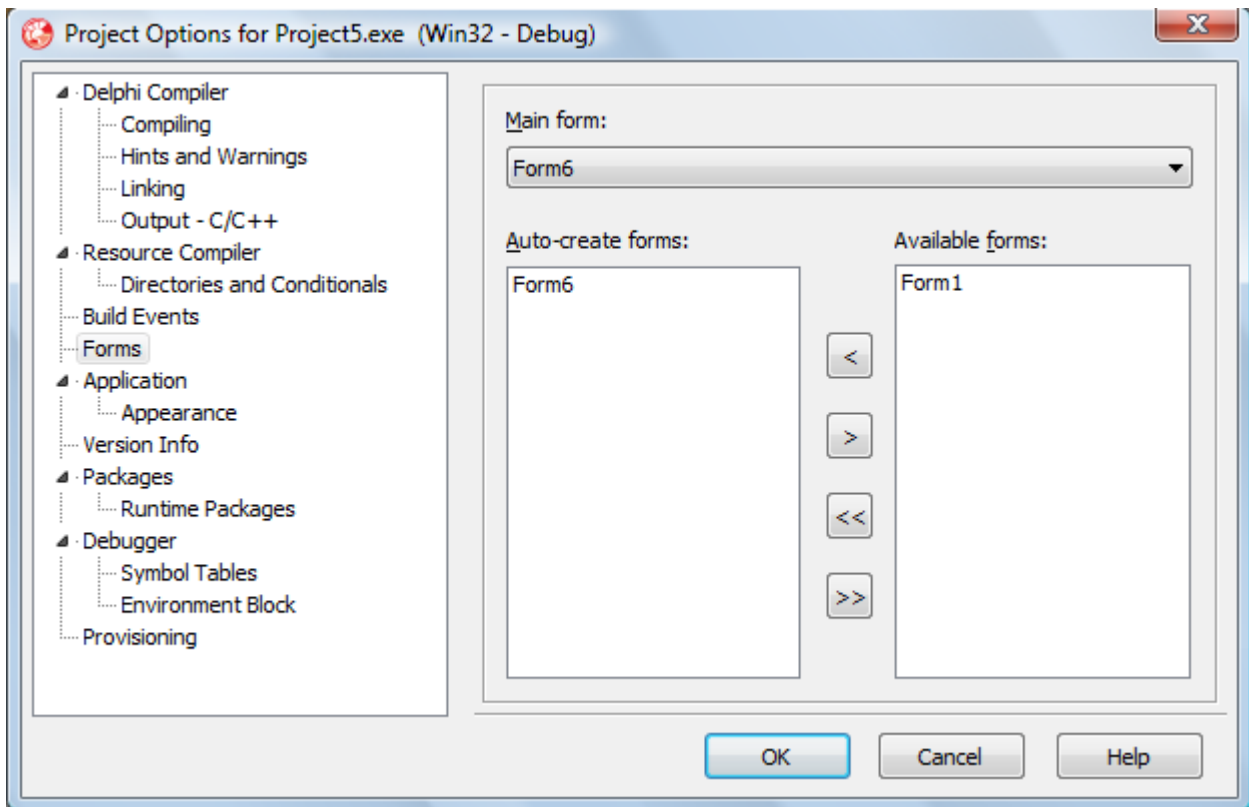 Project Options for Project5.exe (Win32 - Debug)
Delphi Compiler
Compiling
Hints and Warnings
Linking
Output - C/C++
Resource Compiler
Directories and Conditionals
Build Events
Forms
Application
Appearance
Version Info
Packages
Runtime Packages
Debugger
Symbol Tables
Environment Block
Provisioning
Main form:
Form6
Auto-create forms:
Form6
<
>
<<
>>
Available forms:
Form1
OK
Cancel
Help